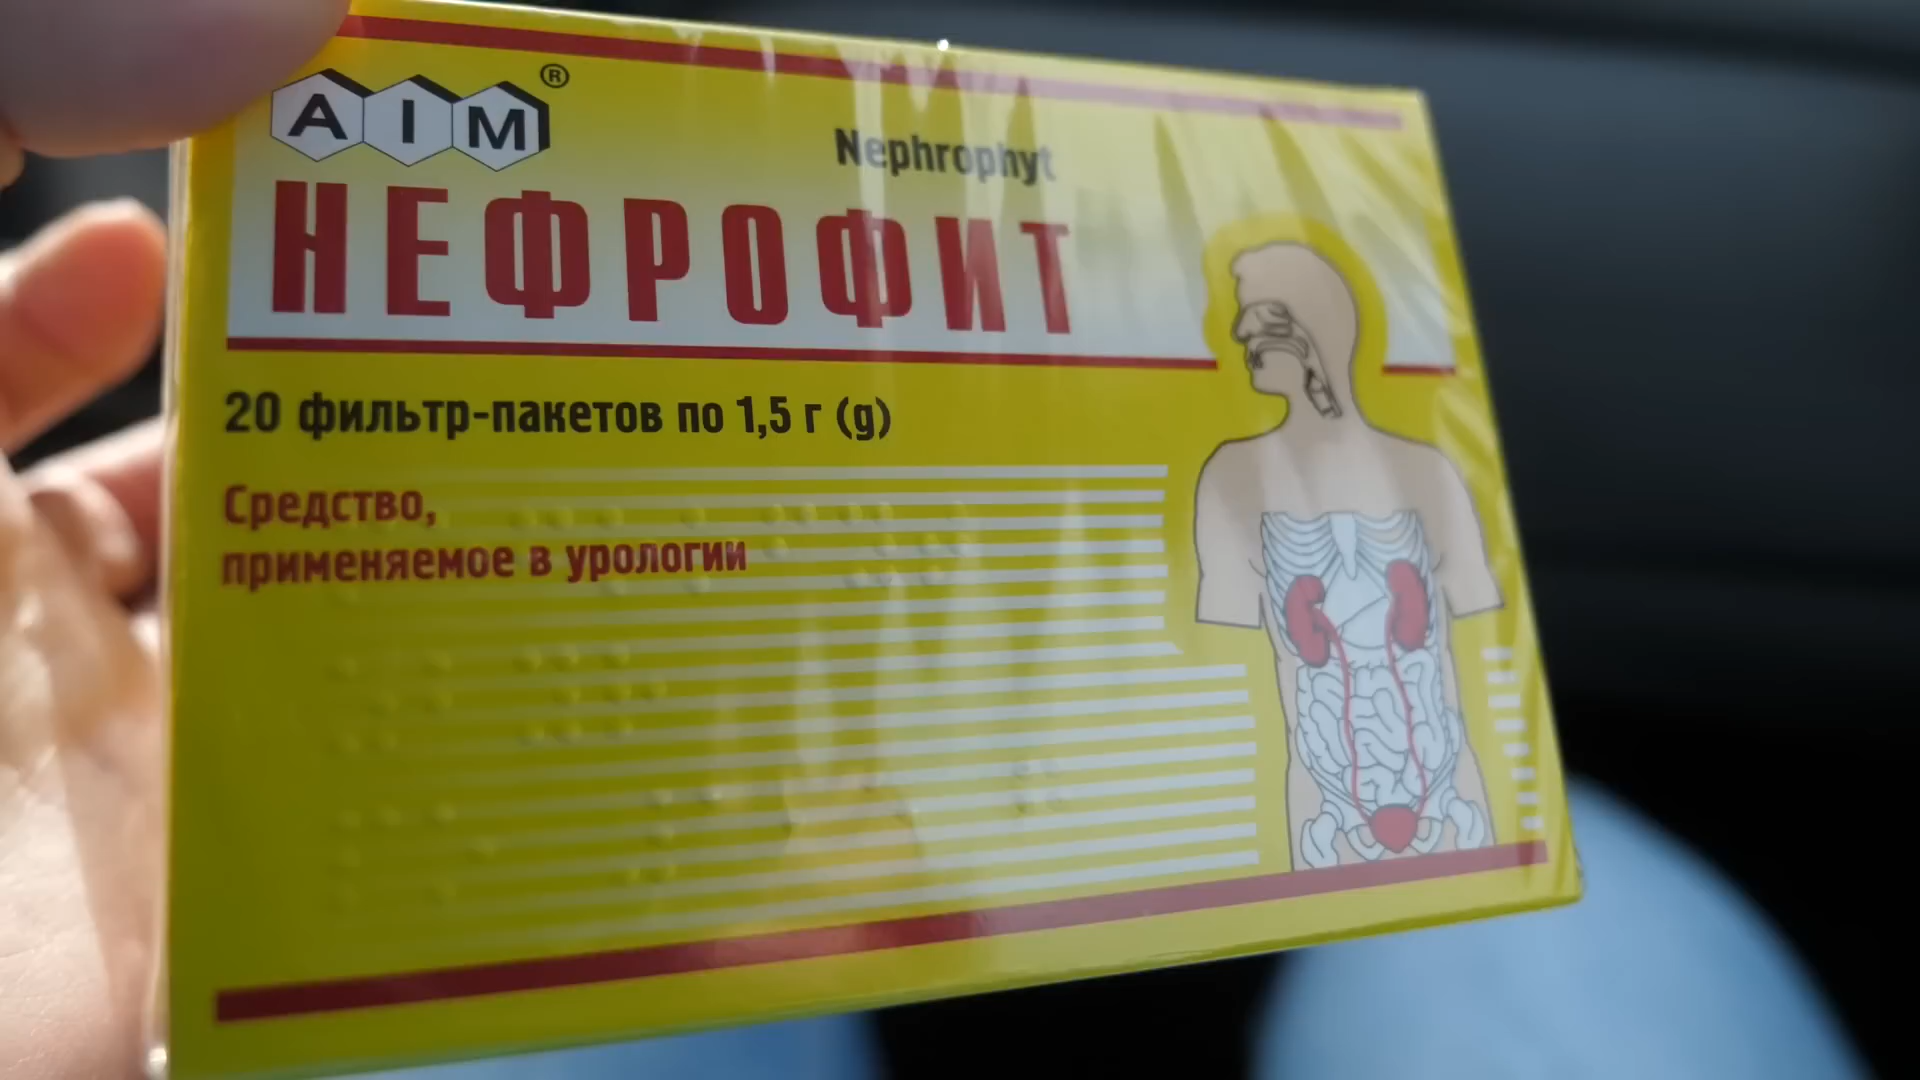 AIM®
Nephrophyt
НЕФРОФИТ
20 фильтр-пакетов по 1,5 г (g)
Средство,
применяемое в урологии